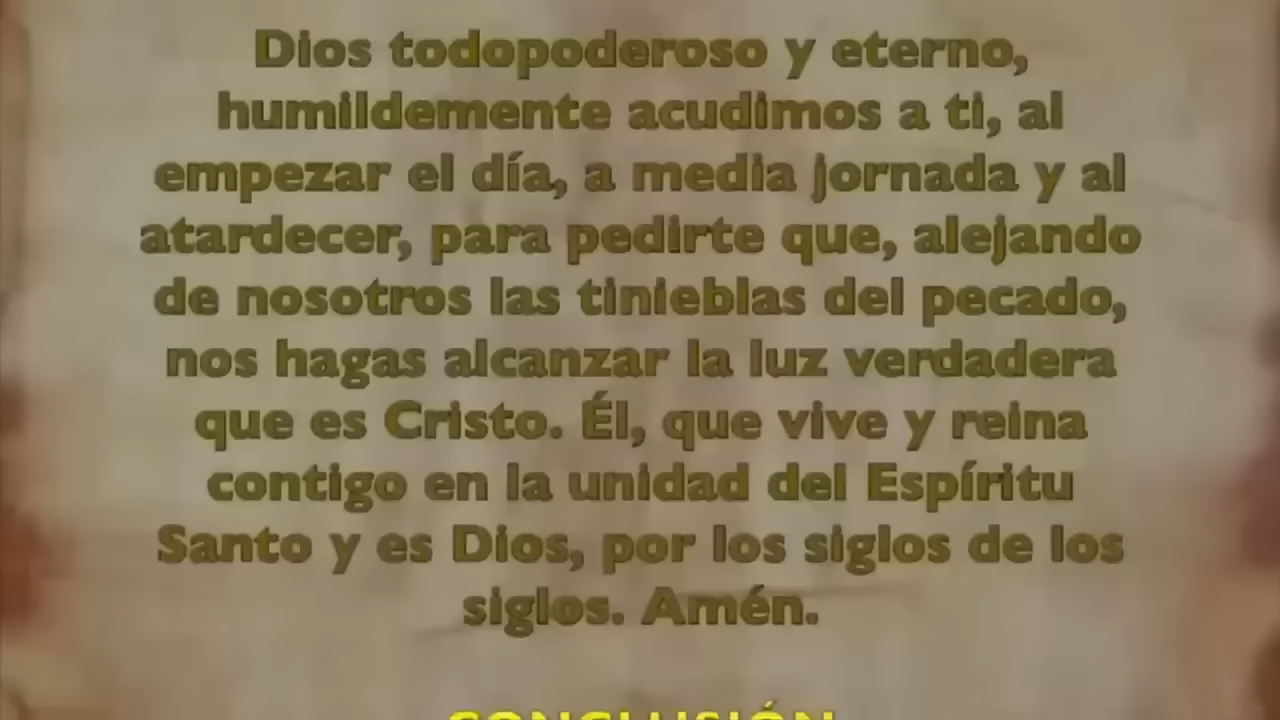 Dios todopoderoso y eterno,
humildemente acudimos a ti, al
empezar el día, a media jornada y al
atardecer, para pedirte que, alejando
de nosotros las tinieblas del pecado,
nos hagas alcanzar la luz verdadera
que es Cristo. Él, que vive y reina
contigo en la unidad del Espíritu
Santo y es Dios, por los siglos de los
siglos. Amén.
CONCLUSIÓN